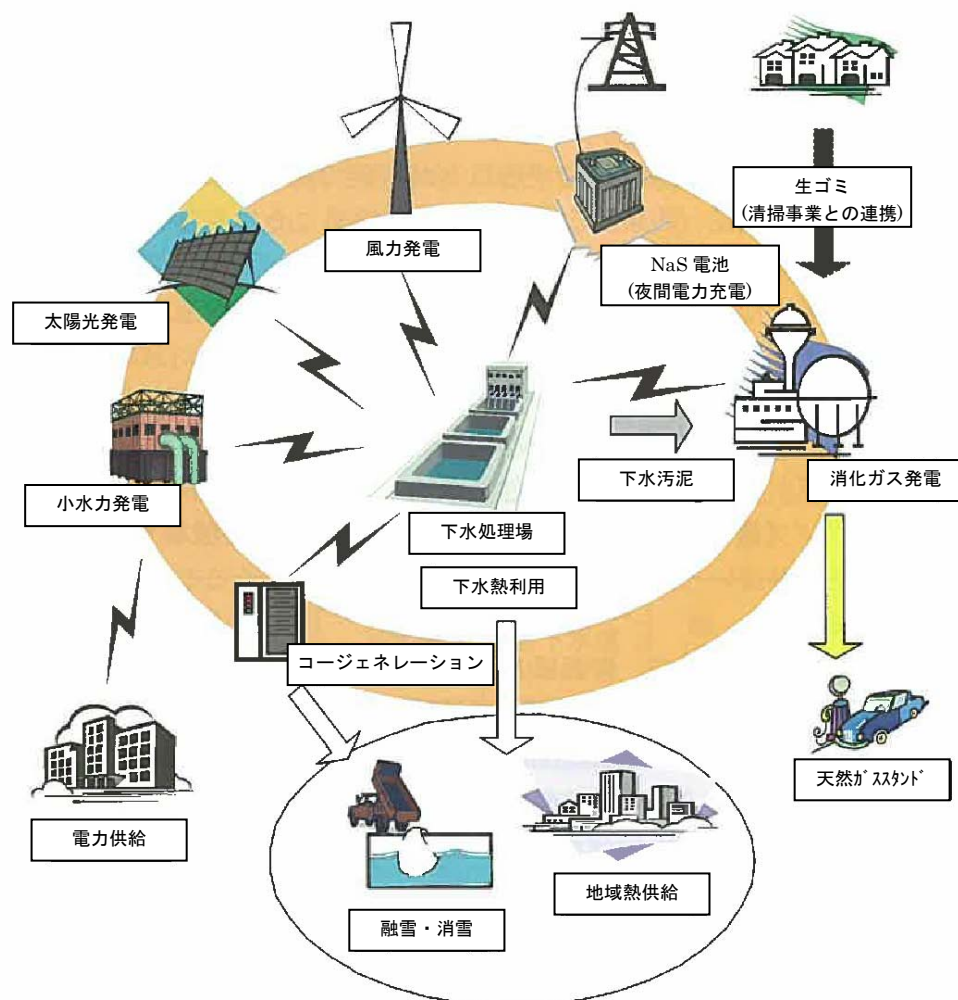 生ゴミ
(清掃事業との連携)
風力発電
NaS 電池
(夜間電力充電)
太陽光発電
下水汚泥
消化ガス発電
小水力発電
下水処理場
下水熱利用
コージェネレーション
天然ｶﾞｽｽﾀﾝﾄﾞ
電力供給
地域熱供給
融雪・消雪